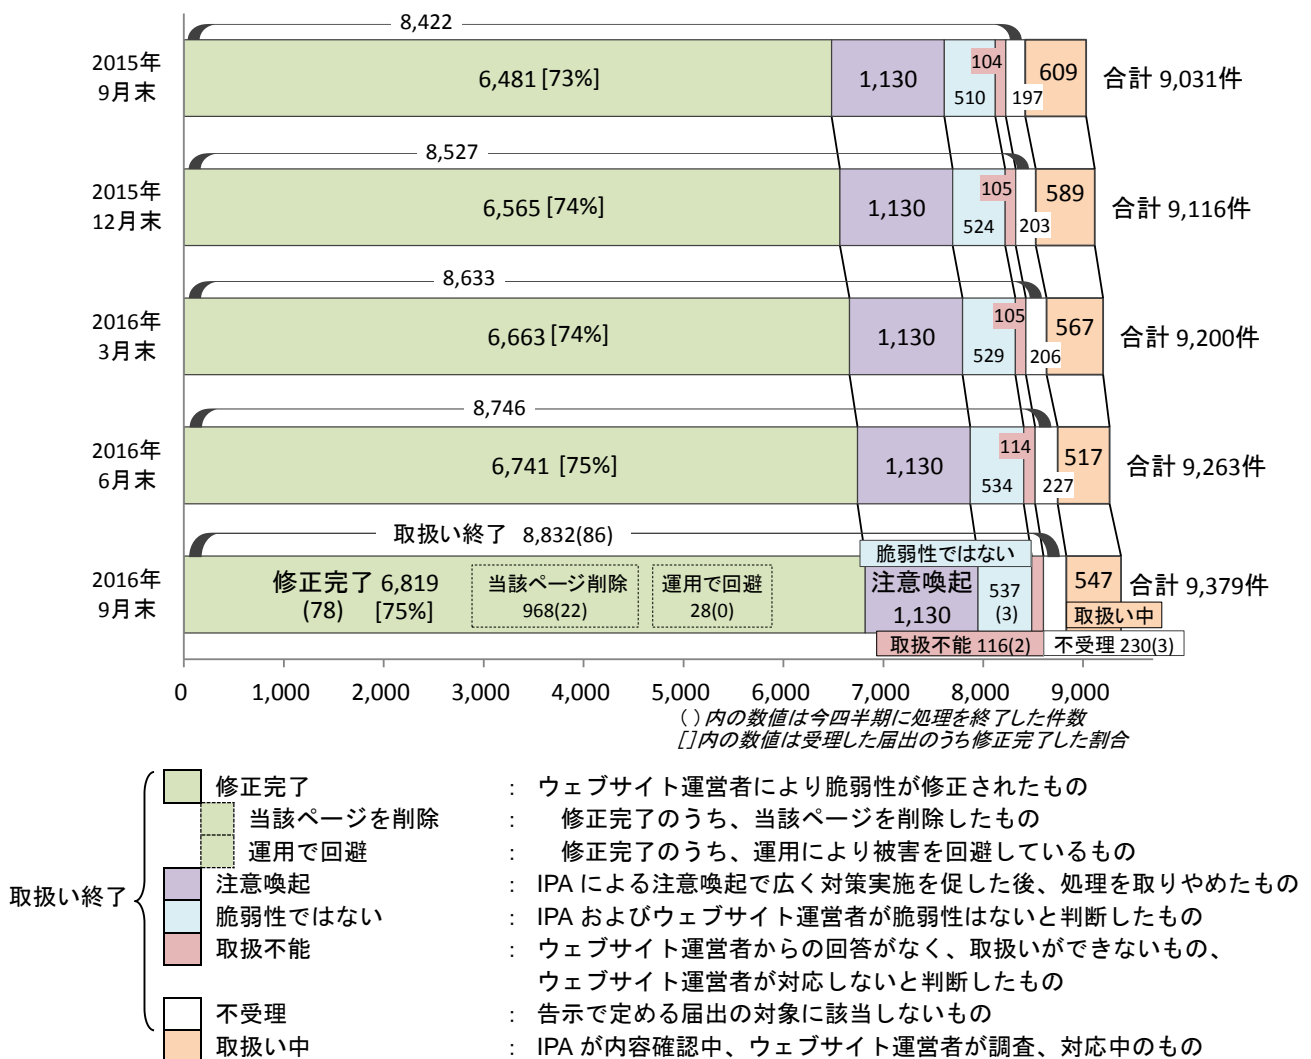 8,422
2015年
9月末
6,481 [73%]
1,130
510
104
197
609
合計 9,031件
8,527
2015年
12月末
6,565 [74%]
1,130
524
105
203
589
合計 9,116件
8,633
2016年
3月末
6,663 [74%]
1,130
529
105
206
567
合計 9,200件
8,746
2016年
6月末
6,741 [75%]
1,130
534
114
227
517
合計 9,263件
取扱い終了 8,832(86)
2016年
9月末
修正完了 6,819
(78) [75%]
当該ページ削除
968(22)
運用で回避
28(0)
注意喚起
1,130
脆弱性ではない
537
(3)
547
取扱い中
合計 9,379件
取扱不能 116(2)
不受理 230(3)
0 1,000 2,000 3,000 4,000 5,000 6,000 7,000 8,000 9,000
( )内の数値は今四半期に処理を終了した件数
[]内の数値は受理した届出のうち修正完了した割合
取扱い終了
修正完了 : ウェブサイト運営者により脆弱性が修正されたもの
当該ページを削除 : 修正完了のうち、当該ページを削除したもの
運用で回避 : 修正完了のうち、運用により被害を回避しているもの
注意喚起 : IPA による注意喚起で広く対策実施を促した後、処理を取りやめたもの
脆弱性ではない : IPA およびウェブサイト運営者が脆弱性はないと判断したもの
取扱不能 : ウェブサイト運営者からの回答がなく、取扱いができないもの、
ウェブサイト運営者が対応しないと判断したもの
不受理 : 告示で定める届出の対象に該当しないもの
取扱い中 : IPA が内容確認中、ウェブサイト運営者が調査、対応中のもの